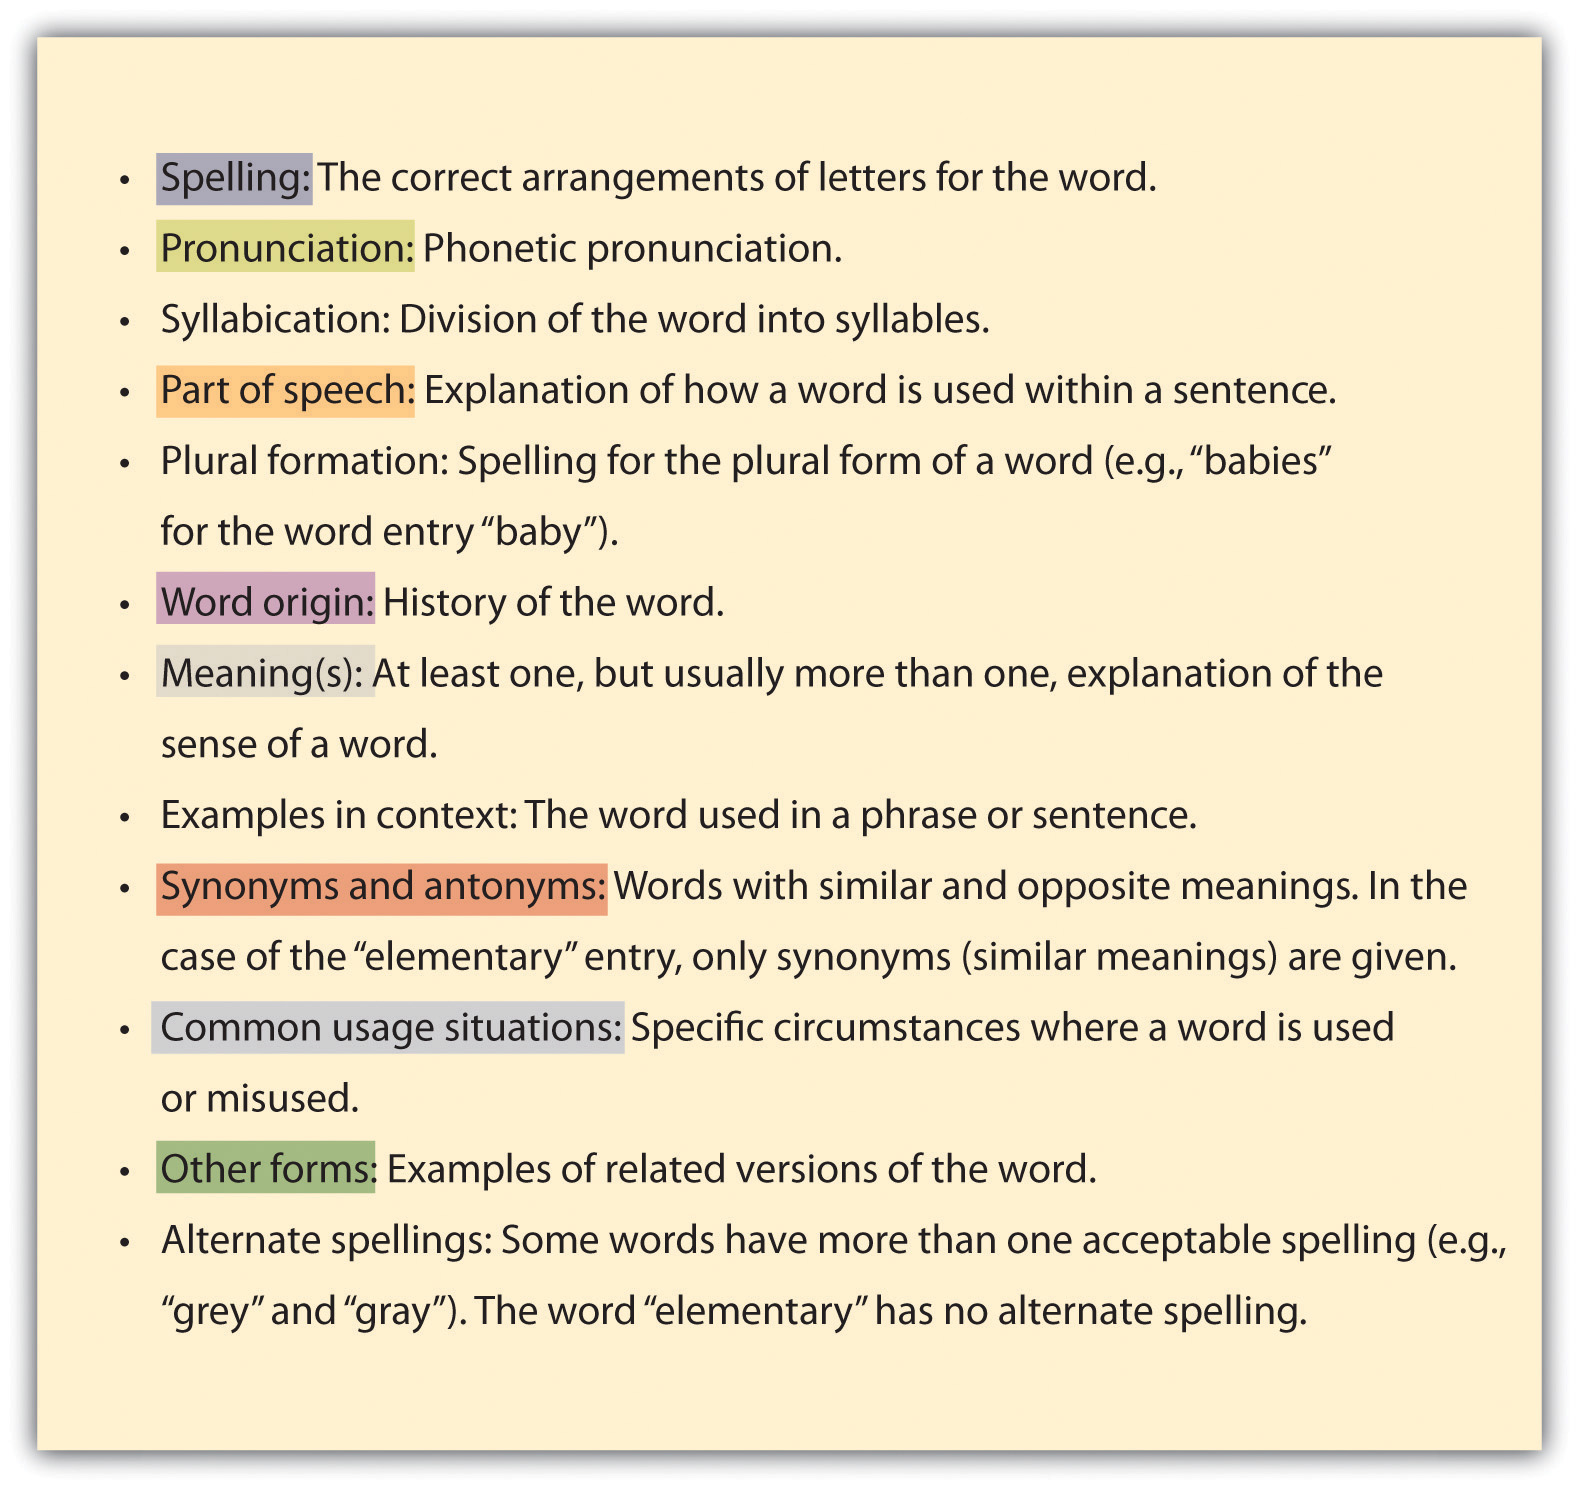 • Spelling: The correct arrangements of letters for the word.
• Pronunciation: Phonetic pronunciation.
• Syllabication: Division of the word into syllables.
• Part of speech: Explanation of how a word is used within a sentence.
• Plural formation: Spelling for the plural form of a word (e.g., “babies”
for the word entry “baby”).
• Word origin: History of the word.
• Meaning(s): At least one, but usually more than one, explanation of the
sense of a word.
• Examples in context: The word used in a phrase or sentence.
• Synonyms and antonyms: Words with similar and opposite meanings. In the
case of the “elementary” entry, only synonyms (similar meanings) are given.
• Common usage situations: Specific circumstances where a word is used
or misused.
• Other forms: Examples of related versions of the word.
• Alternate spellings: Some words have more than one acceptable spelling (e.g.,
“grey” and “gray”). The word “elementary” has no alternate spelling.